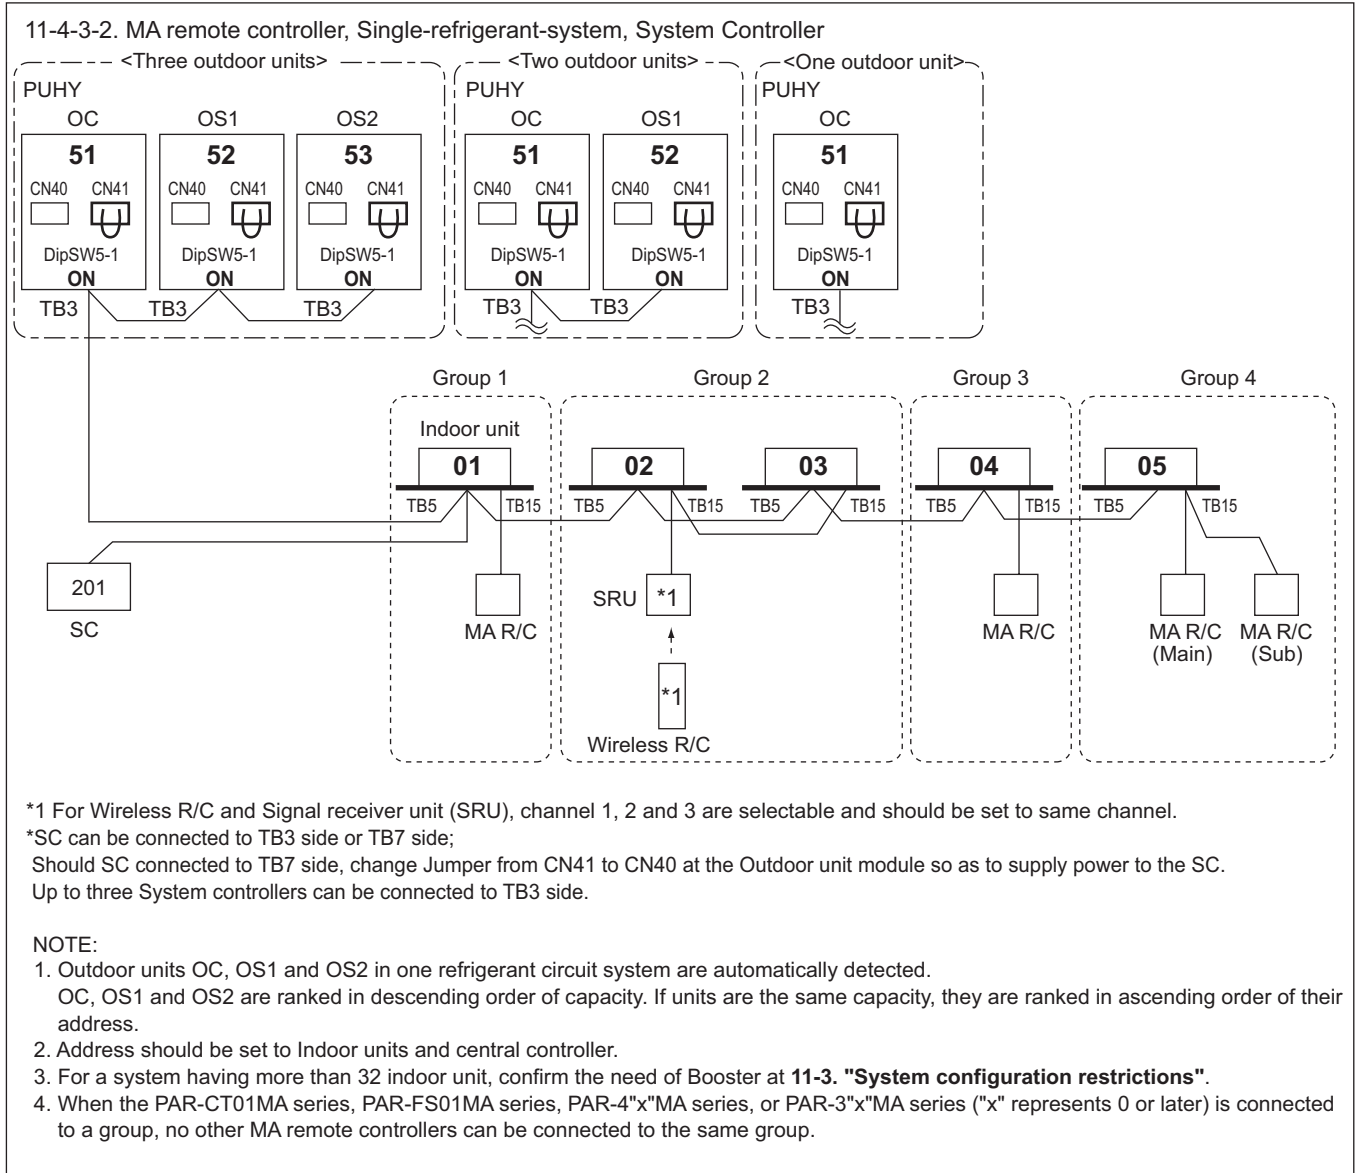 11-4-3-2. MA remote controller, Single-refrigerant-system, System Controller
<Three outdoor units> <Two outdoor units> <One outdoor unit>
PUHY PUHY PUHY
OC OS1 OS2 OC OS1 OC
51 52 53 51 52 51
CN40 CN41 CN40 CN41 CN40 CN41 CN40 CN41 CN40 CN41 CN40 CN41
DipSW5-1 DipSW5-1 DipSW5-1 DipSW5-1 DipSW5-1 DipSW5-1
ON ON ON ON ON ON
TB3 TB3 TB3 TB3 TB3 TB3
Group 1 Group 2 Group 3 Group 4
Indoor unit
01 02 03 04 05
TB5 TB15 TB5 TB15 TB5 TB15 TB5 TB15 TB5 TB15
201 SRU *1
SC MA R/C MA R/C MA R/C MA R/C
(Main) (Sub)
*1
Wireless R/C
*1 For Wireless R/C and Signal receiver unit (SRU), channel 1, 2 and 3 are selectable and should be set to same channel.
*SC can be connected to TB3 side or TB7 side;
Should SC connected to TB7 side, change Jumper from CN41 to CN40 at the Outdoor unit module so as to supply power to the SC.
Up to three System controllers can be connected to TB3 side.
NOTE:
1. Outdoor units OC, OS1 and OS2 in one refrigerant circuit system are automatically detected.
OC, OS1 and OS2 are ranked in descending order of capacity. If units are the same capacity, they are ranked in ascending order of their
address.
2. Address should be set to Indoor units and central controller.
3. For a system having more than 32 indoor unit, confirm the need of Booster at 11-3. "System configuration restrictions".
4. When the PAR-CT01MA series, PAR-FS01MA series, PAR-4"x"MA series, or PAR-3"x"MA series ("x" represents 0 or later) is connected
to a group, no other MA remote controllers can be connected to the same group.